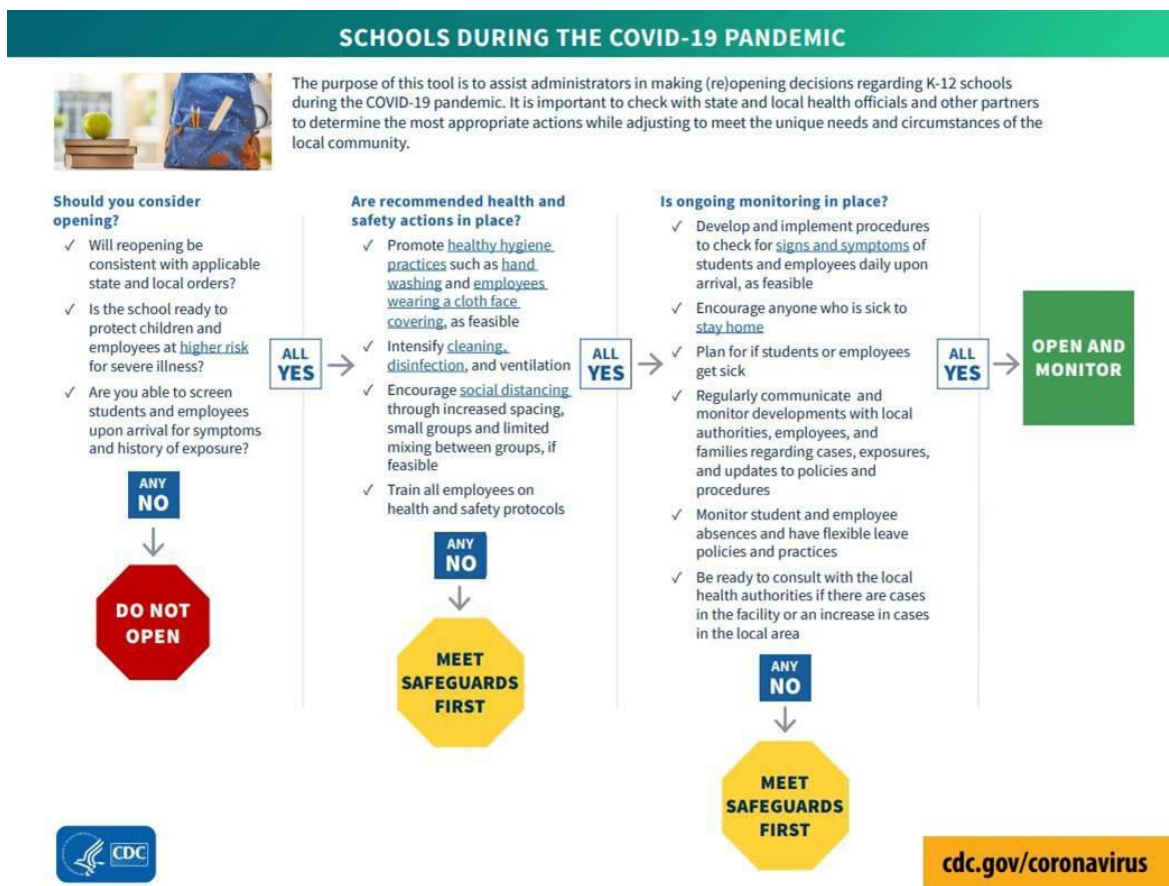 SCHOOLS DURING THE COVID-19 PANDEMIC
The purpose of this tool is to assist administrators in making (re)opening decisions regarding K-12 schools
during the COVID-19 pandemic. It is important to check with state and local health officials and other partners
to determine the most appropriate actions while adjusting to meet the unique needs and circumstances of the
local community.
Should you consider
opening?
✓ Will reopening be
consistent with applicable
state and local orders?
✓ Is the school ready to
protect children and
employees at higher risk
for severe illness?
✓ Are you able to screen
students and employees
upon arrival for symptoms
and history of exposure?
ANY
NO
DO NOT
OPEN
ALL
YES
Are recommended health and
safety actions in place?
✓ Promote healthy hygiene
practices such as hand
washing and employees
wearing a cloth face
covering, as feasible
✓ Intensify cleaning,
disinfection, and ventilation
✓ Encourage social distancing
through increased spacing,
small groups and limited
mixing between groups, if
feasible
✓ Train all employees on
health and safety protocols
ANY
NO
MEET
SAFEGUARDS
FIRST
ALL
YES
Is ongoing monitoring in place?
✓ Develop and implement procedures
to check for signs and symptoms of
students and employees daily upon
arrival, as feasible
✓ Encourage anyone who is sick to
stay home
✓ Plan for if students or employees
get sick
✓ Regularly communicate and
monitor developments with local
authorities, employees, and
families regarding cases, exposures,
and updates to policies and
procedures
✓ Monitor student and employee
absences and have flexible leave
policies and practices
✓ Be ready to consult with the local
health authorities if there are cases
in the facility or an increase in cases
in the local area
ANY
NO
MEET
SAFEGUARDS
FIRST
ALL
YES
OPEN AND
MONITOR
CDC
cdc.gov/coronavirus